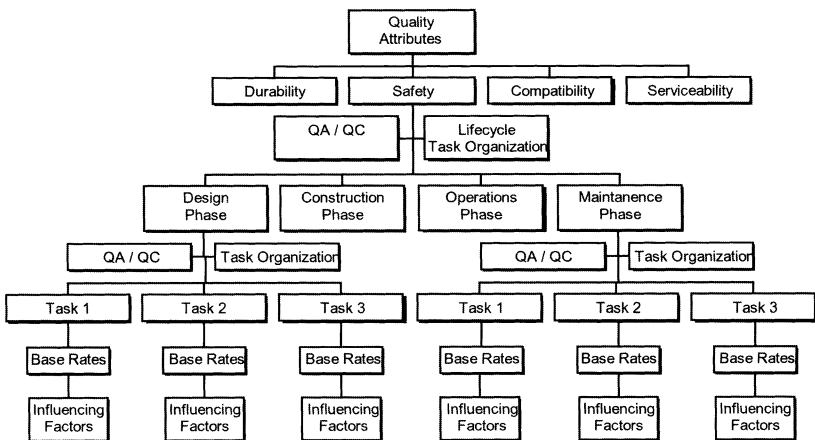 Quality
Attributes
Durability
Safety
Compatibility
Serviceability
QA / QC
Lifecycle
Task Organization
Design
Phase
Construction
Phase
Operations
Phase
Maintanence
Phase
QA / QC
Task Organization
QA / QC
Task Organization
Task 1
Task 2
Task 3
Task 1
Task 2
Task 3
Base Rates
Base Rates
Base Rates
Base Rates
Base Rates
Base Rates
Influencing
Factors
Influencing
Factors
Influencing
Factors
Influencing
Factors
Influencing
Factors
Influencing
Factors